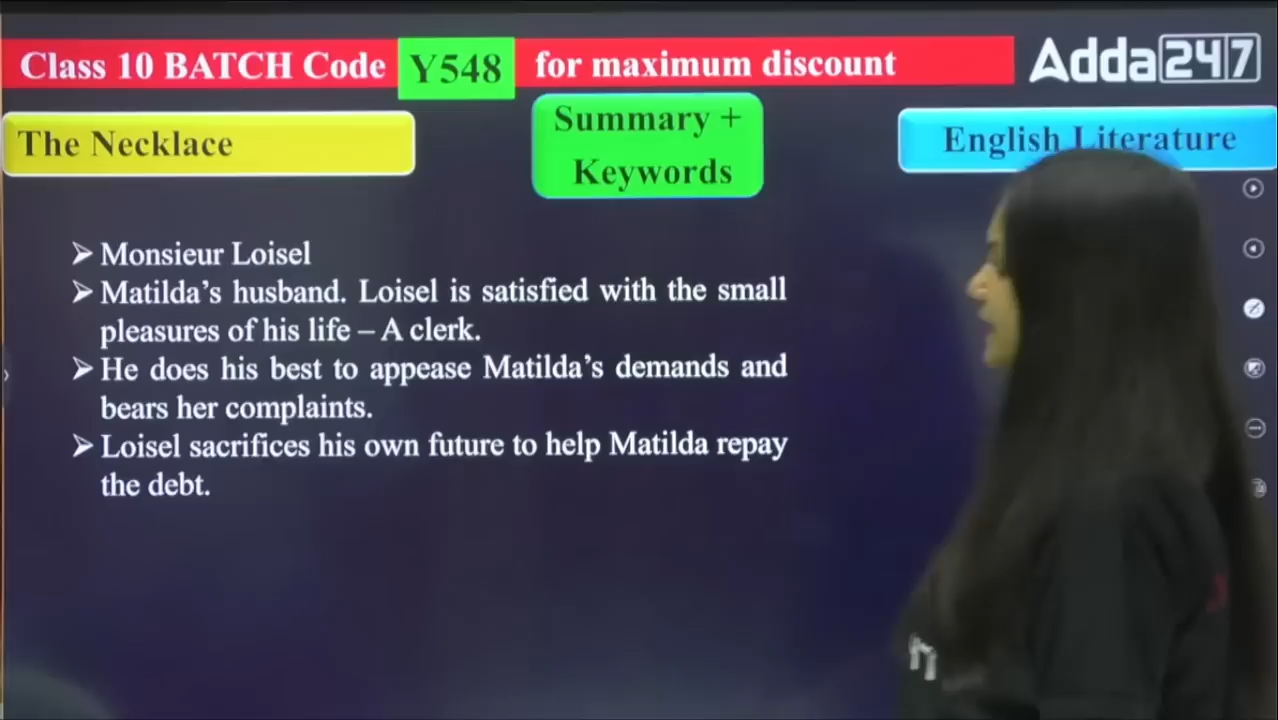 Class 10 BATCH Code Y548 for maximum discount
Adda247
The Necklace
Summary +
Keywords
English Literature
➤ Monsieur Loisel
➤ Matilda's husband. Loisel is satisfied with the small
pleasures of his life – A clerk.
➤ He does his best to appease Matilda's demands and
bears her complaints.
➤ Loisel sacrifices his own future to help Matilda repay
the debt.